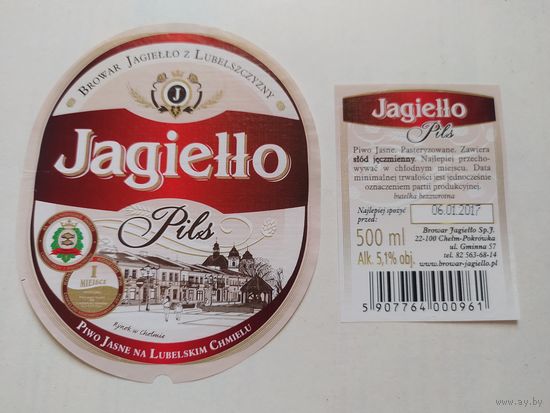 Browar Jagiełło z Lubelszczyzny
J
Jagiełło
Pils
I
MIEJSCE
Rynek w Chełmie
Piwo Jasne na Lubelskim Chmielu
Jagiełło
Pils
Piwo Jasne. Pasteryzowane. Zawiera
słód jęczmienny. Najlepiej przecho-
wywać w chłodnym miejscu. Data
minimalnej trwałości jest jednocześnie
oznaczeniem partii produkcyjnej.
butelka bezzwrotna
Najlepiej spożyć
przed:
06.01.2017
500 ml
Alk. 5,1% obj.
Browar Jagiełło Sp.J.
22-100 Chełm-Pokrówka
ul. Gminna 57
tel. 82 563-68-14
www.browar-jagiello.pl
5 907764 000961
www.ay.by